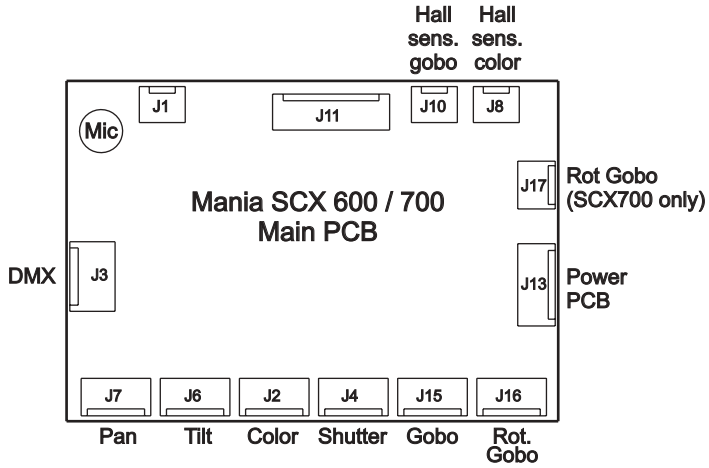 Hall
sens.
gobo
Hall
sens.
color
J1
J11
J10
J8
Mic
J17
Rot Gobo
(SCX700 only)
Mania SCX 600 / 700
Main PCB
DMX
J3
J13
Power
PCB
J7
J6
J2
J4
J15
J16
Pan
Tilt
Color
Shutter
Gobo
Rot.
Gobo